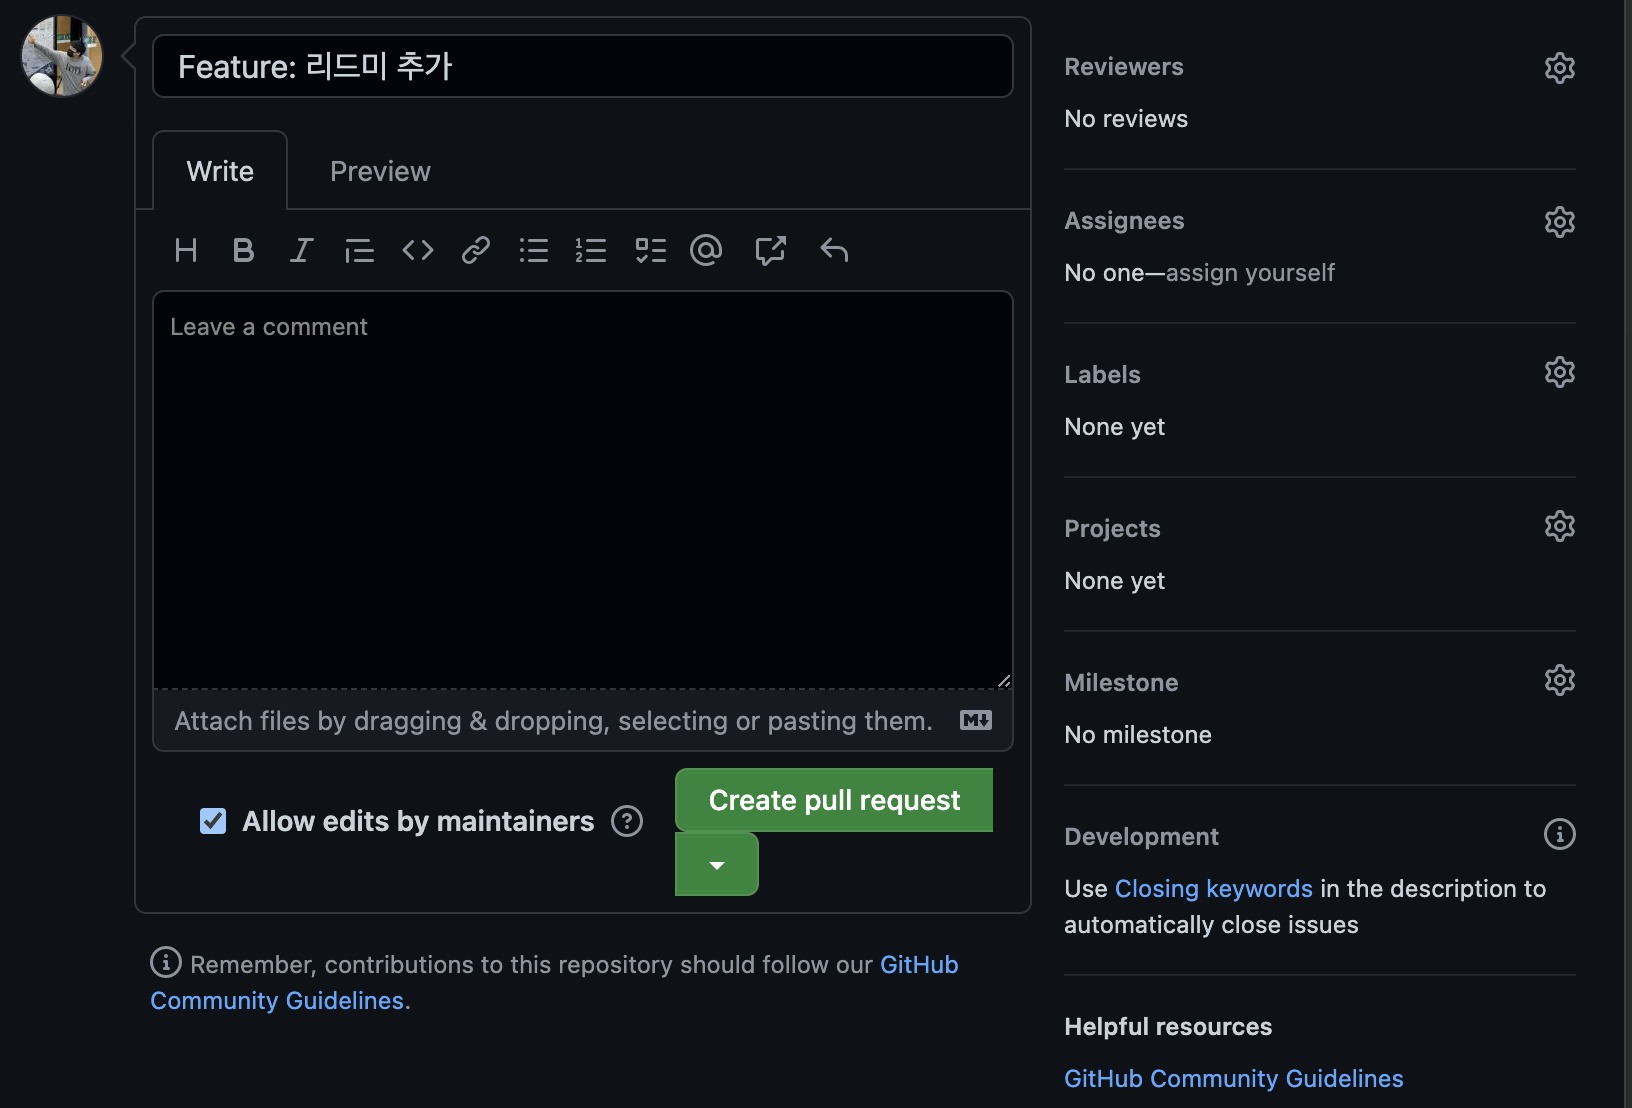 Feature: 리드미 추가
Write
Preview
Leave a comment
Attach files by dragging & dropping, selecting or pasting them.
Allow edits by maintainers
Create pull request
Remember, contributions to this repository should follow our GitHub
Community Guidelines.
Reviewers
No reviews
Assignees
No one—assign yourself
Labels
None yet
Projects
None yet
Milestone
No milestone
Development
Use Closing keywords in the description to
automatically close issues
Helpful resources
GitHub Community Guidelines